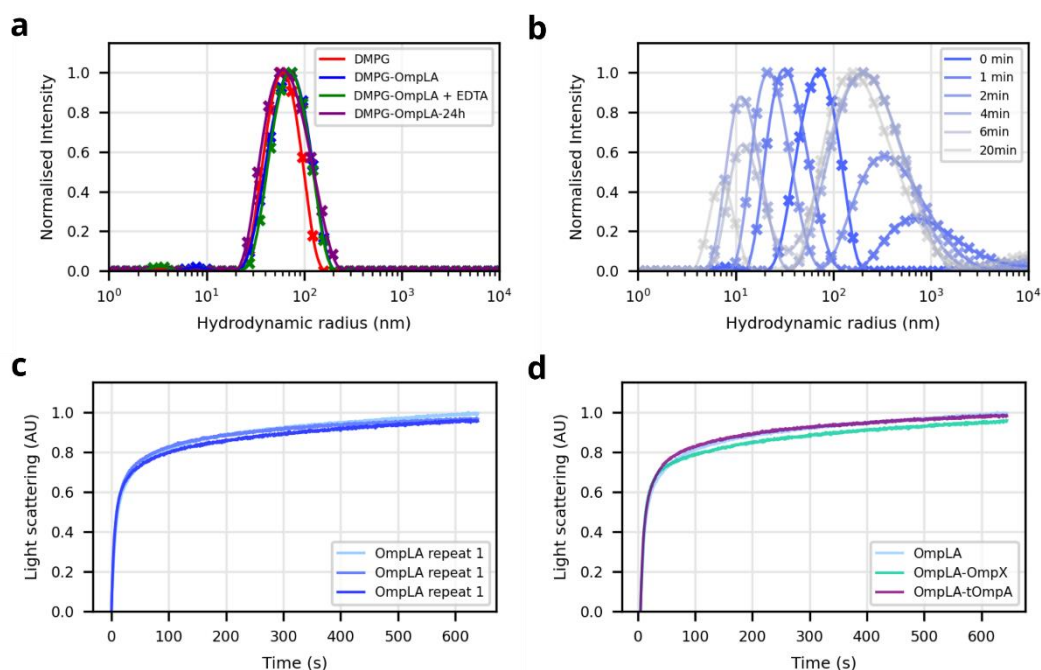 a
Normalised Intensity
1.0
0.8
0.6
0.4
0.2
0.0
DMPG
DMPG-OmpLA
DMPG-OmpLA + EDTA
DMPG-OmpLA-24h
10^0 10^1 10^2 10^3 10^4
Hydrodynamic radius (nm)
b
Normalised Intensity
1.0
0.8
0.6
0.4
0.2
0.0
0 min
1 min
2min
4min
6min
20min
10^0 10^1 10^2 10^3 10^4
Hydrodynamic radius (nm)
c
Light scattering (AU)
1.0
0.8
0.6
0.4
0.2
0.0
OmpLA repeat 1
OmpLA repeat 1
OmpLA repeat 1
0 100 200 300 400 500 600
Time (s)
d
Light scattering (AU)
1.0
0.8
0.6
0.4
0.2
0.0
OmpLA
OmpLA-OmpX
OmpLA-tOmpA
0 100 200 300 400 500 600
Time (s)